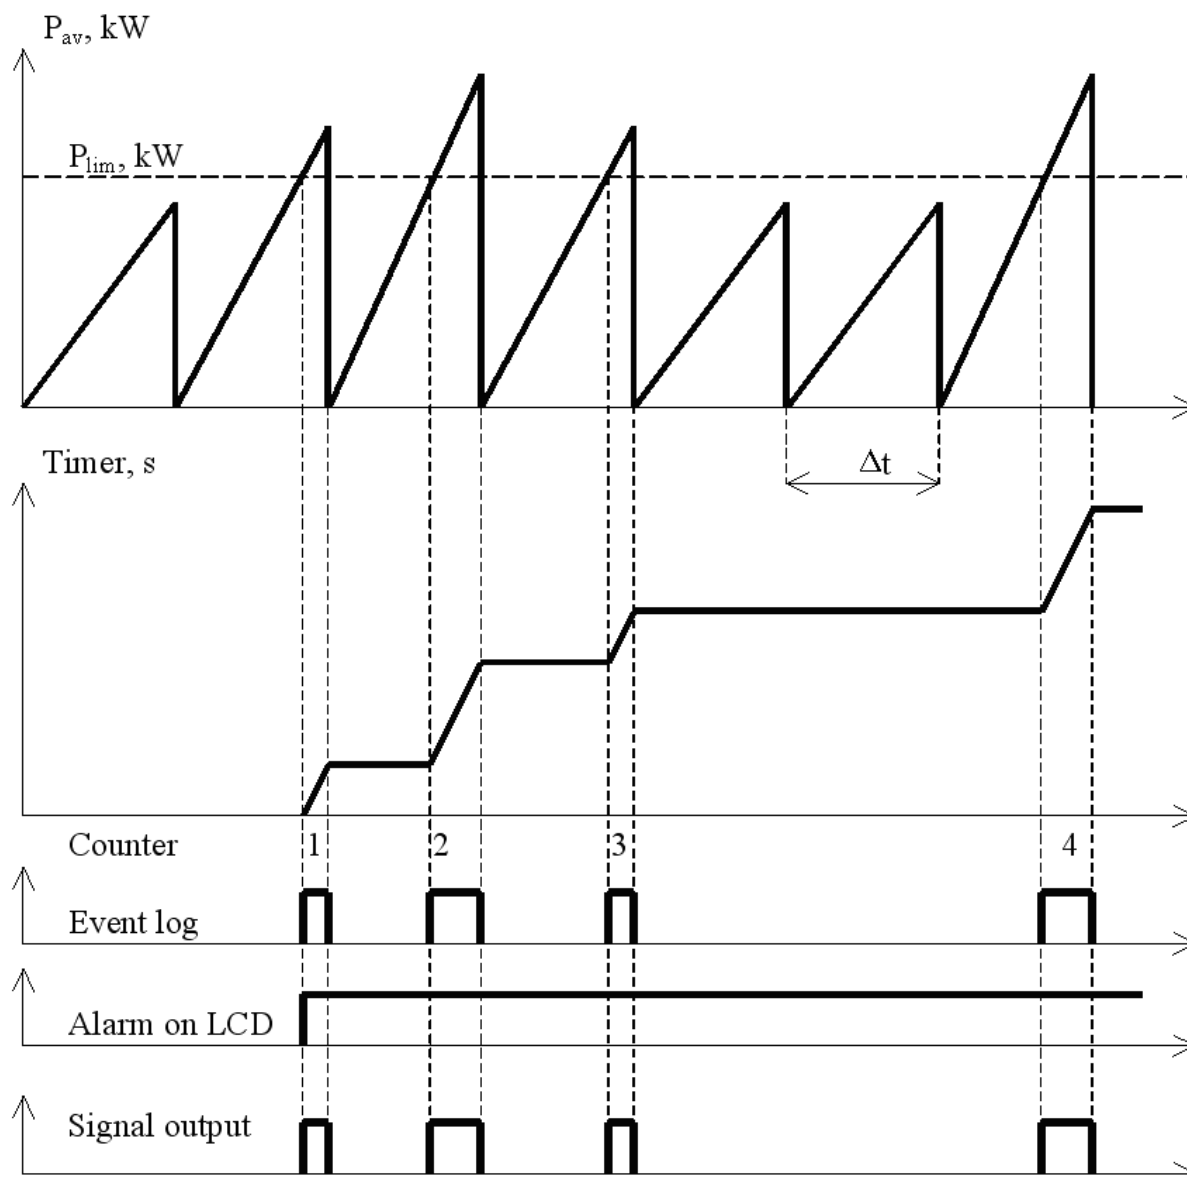 Pav, kW
Plim, kW
Timer, s
Δt
Counter 1 2 3 4
Event log
Alarm on LCD
Signal output